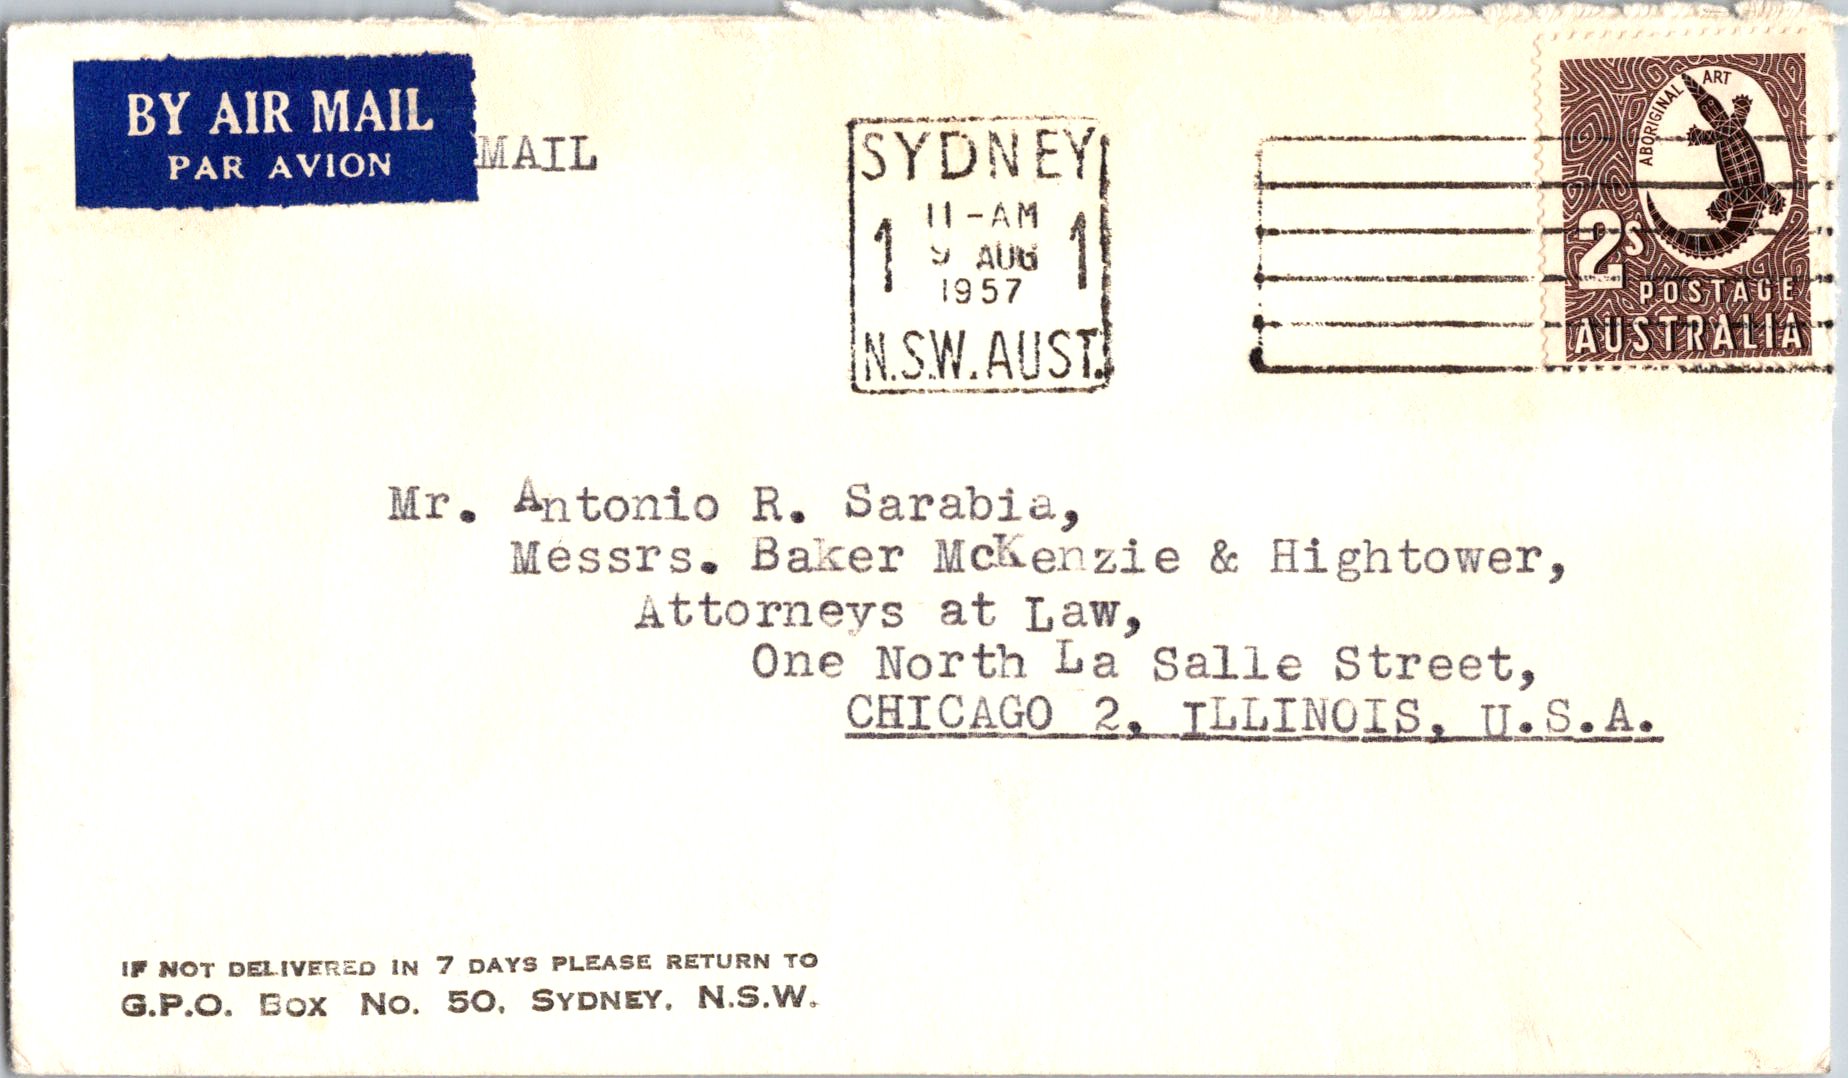 BY AIR MAIL
PAR AVION
MAIL
SYDNEY
11-AM
1 9 AUG 1
1957
N.S.W. AUST.
ABORIGINAL ART
2s
POSTAGE
AUSTRALIA
Mr. Antonio R. Sarabia,
Messrs. Baker McKenzie & Hightower,
Attorneys at Law,
One North La Salle Street,
CHICAGO 2, ILLINOIS, U.S.A.
IF NOT DELIVERED IN 7 DAYS PLEASE RETURN TO
G.P.O. Box No. 50, SYDNEY, N.S.W.